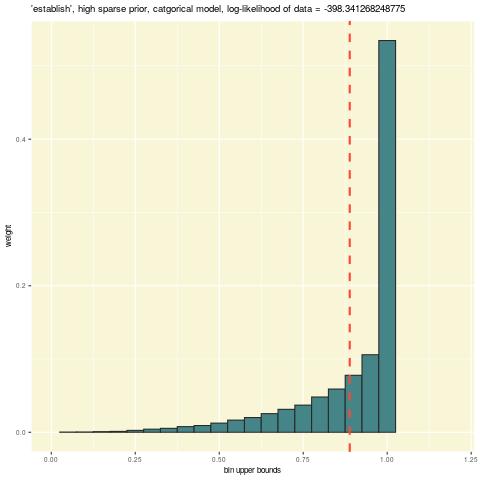 'establish', high sparse prior, catgorical model, log-likelihood of data = -398.341268248775
weight
0.4
0.2
0.0
0.00 0.25 0.50 0.75 1.00 1.25
bin upper bounds